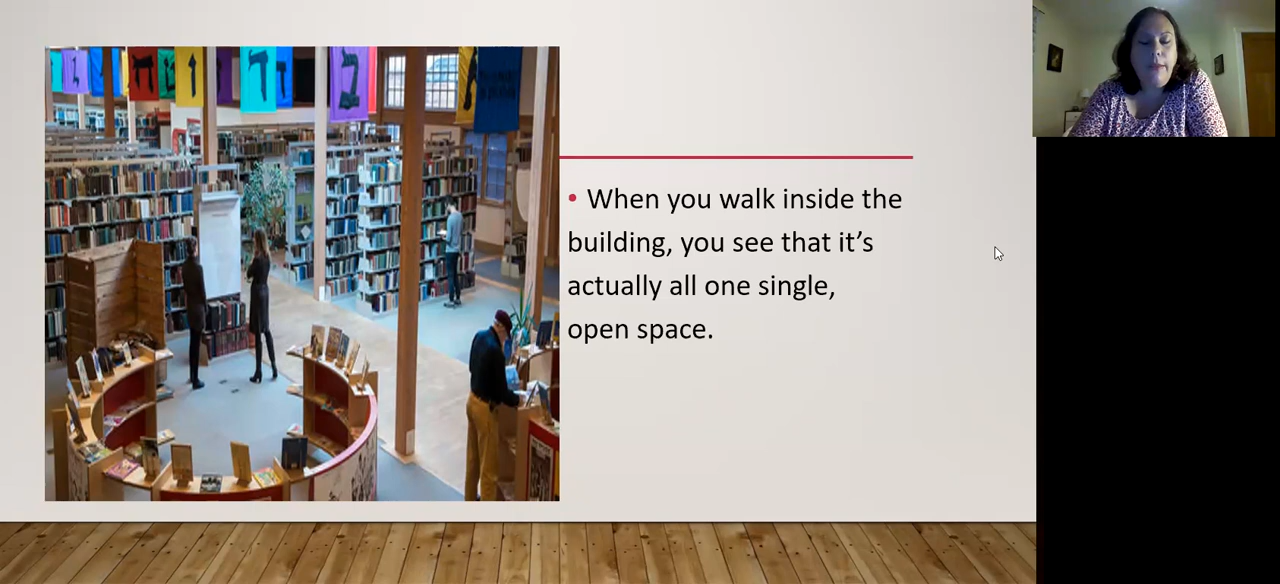 • When you walk inside the
building, you see that it’s
actually all one single,
open space.